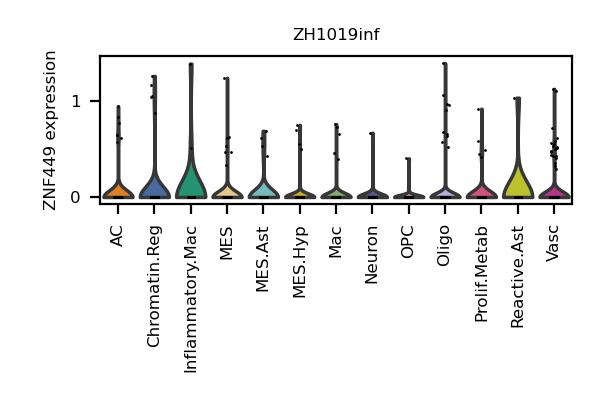 ZH1019inf
ZNF449 expression
1
0
AC
Chromatin.Reg
Inflammatory.Mac
MES
MES.Ast
MES.Hyp
Mac
Neuron
OPC
Oligo
Prolif.Metab
Reactive.Ast
Vasc